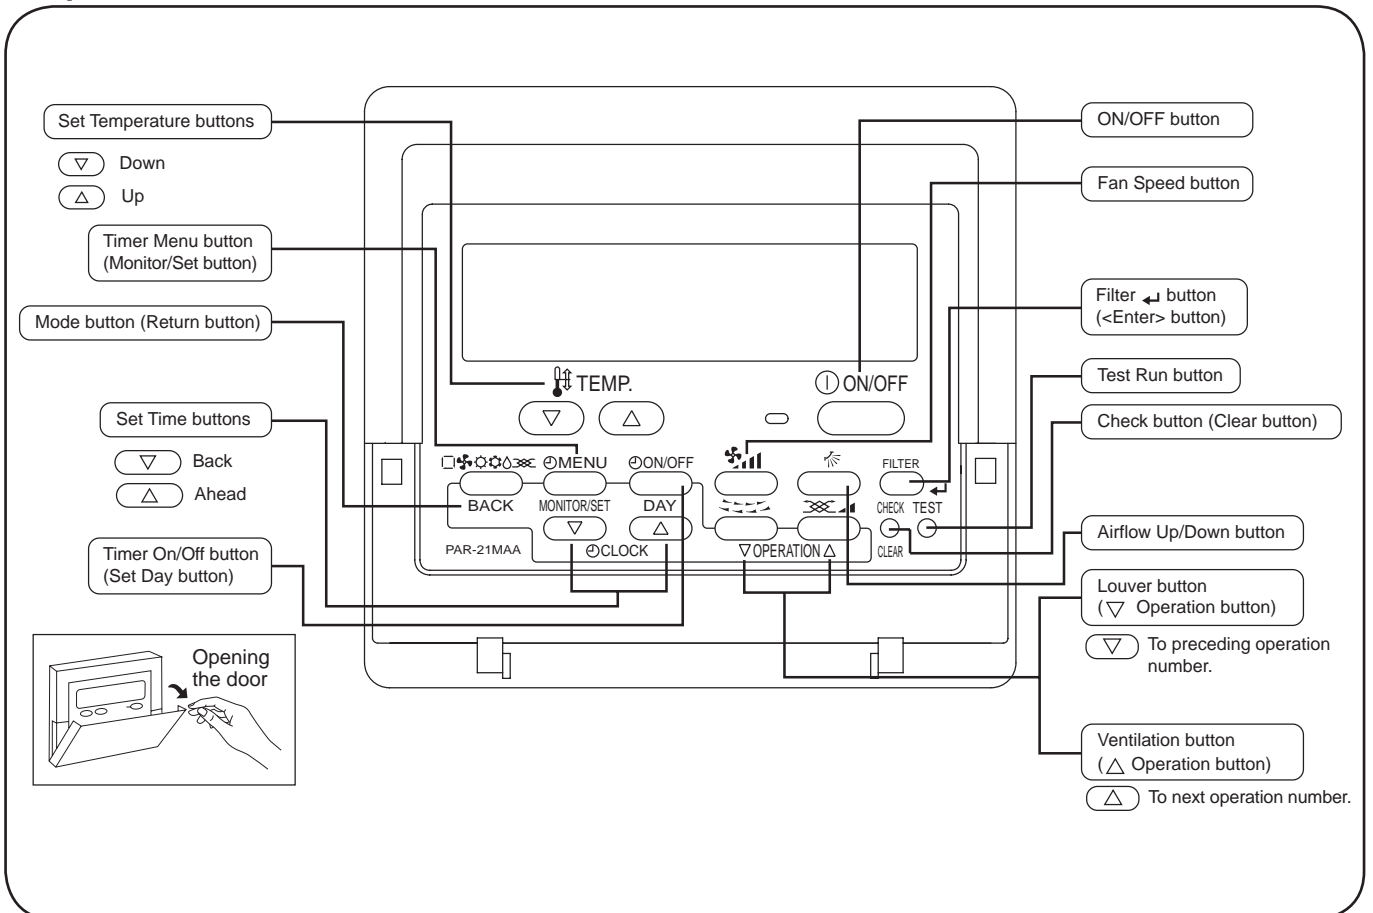 Set Temperature buttons
▽ Down
△ Up
Timer Menu button
(Monitor/Set button)
Mode button (Return button)
Set Time buttons
▽ Back
△ Ahead
Timer On/Off button
(Set Day button)
Opening
the door
TEMP.
ON/OFF
▽ △
MENU
ON/OFF
FILTER
BACK
MONITOR/SET
DAY
CHECK TEST
▽ △
PAR-21MAA
CLOCK
▽ OPERATION △
CLEAR
ON/OFF button
Fan Speed button
Filter ↵ button
(<Enter> button)
Test Run button
Check button (Clear button)
Airflow Up/Down button
Louver button
(▽ Operation button)
▽ To preceding operation
number.
Ventilation button
(△ Operation button)
△ To next operation number.